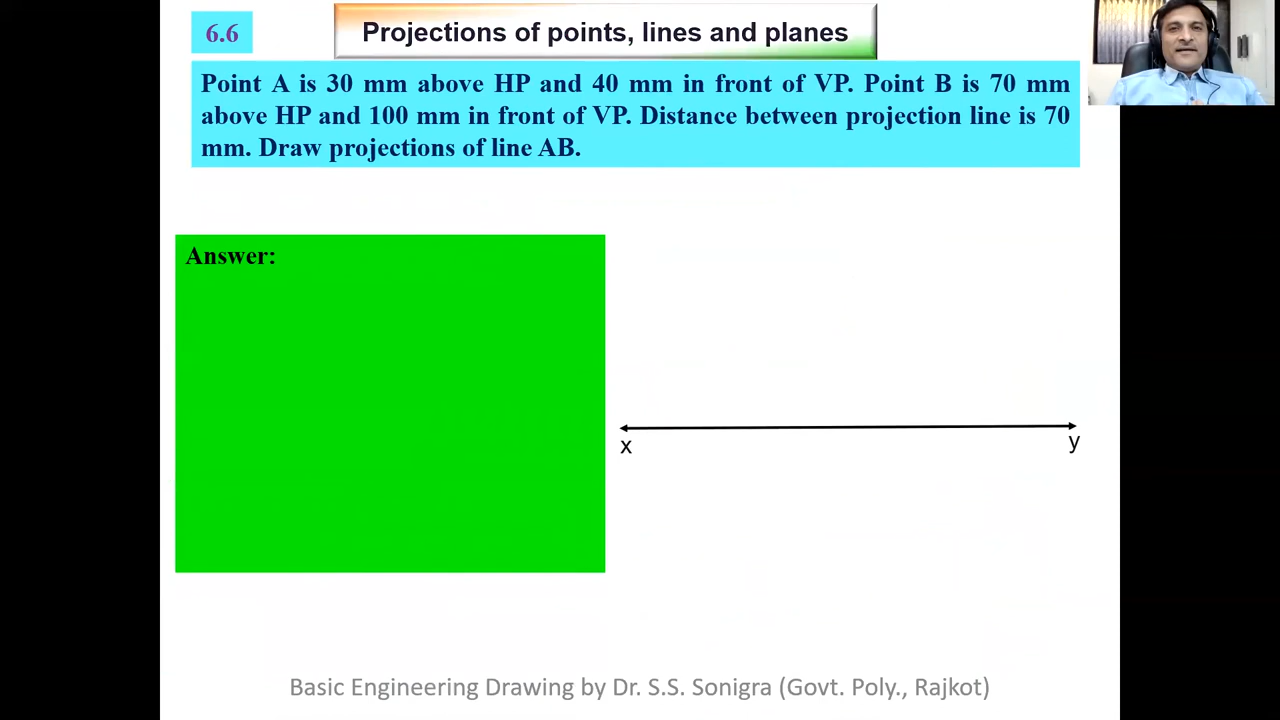 6.6
Projections of points, lines and planes
Point A is 30 mm above HP and 40 mm in front of VP. Point B is 70 mm
above HP and 100 mm in front of VP. Distance between projection line is 70
mm. Draw projections of line AB.
Answer:
x
y
Basic Engineering Drawing by Dr. S.S. Sonigra (Govt. Poly., Rajkot)